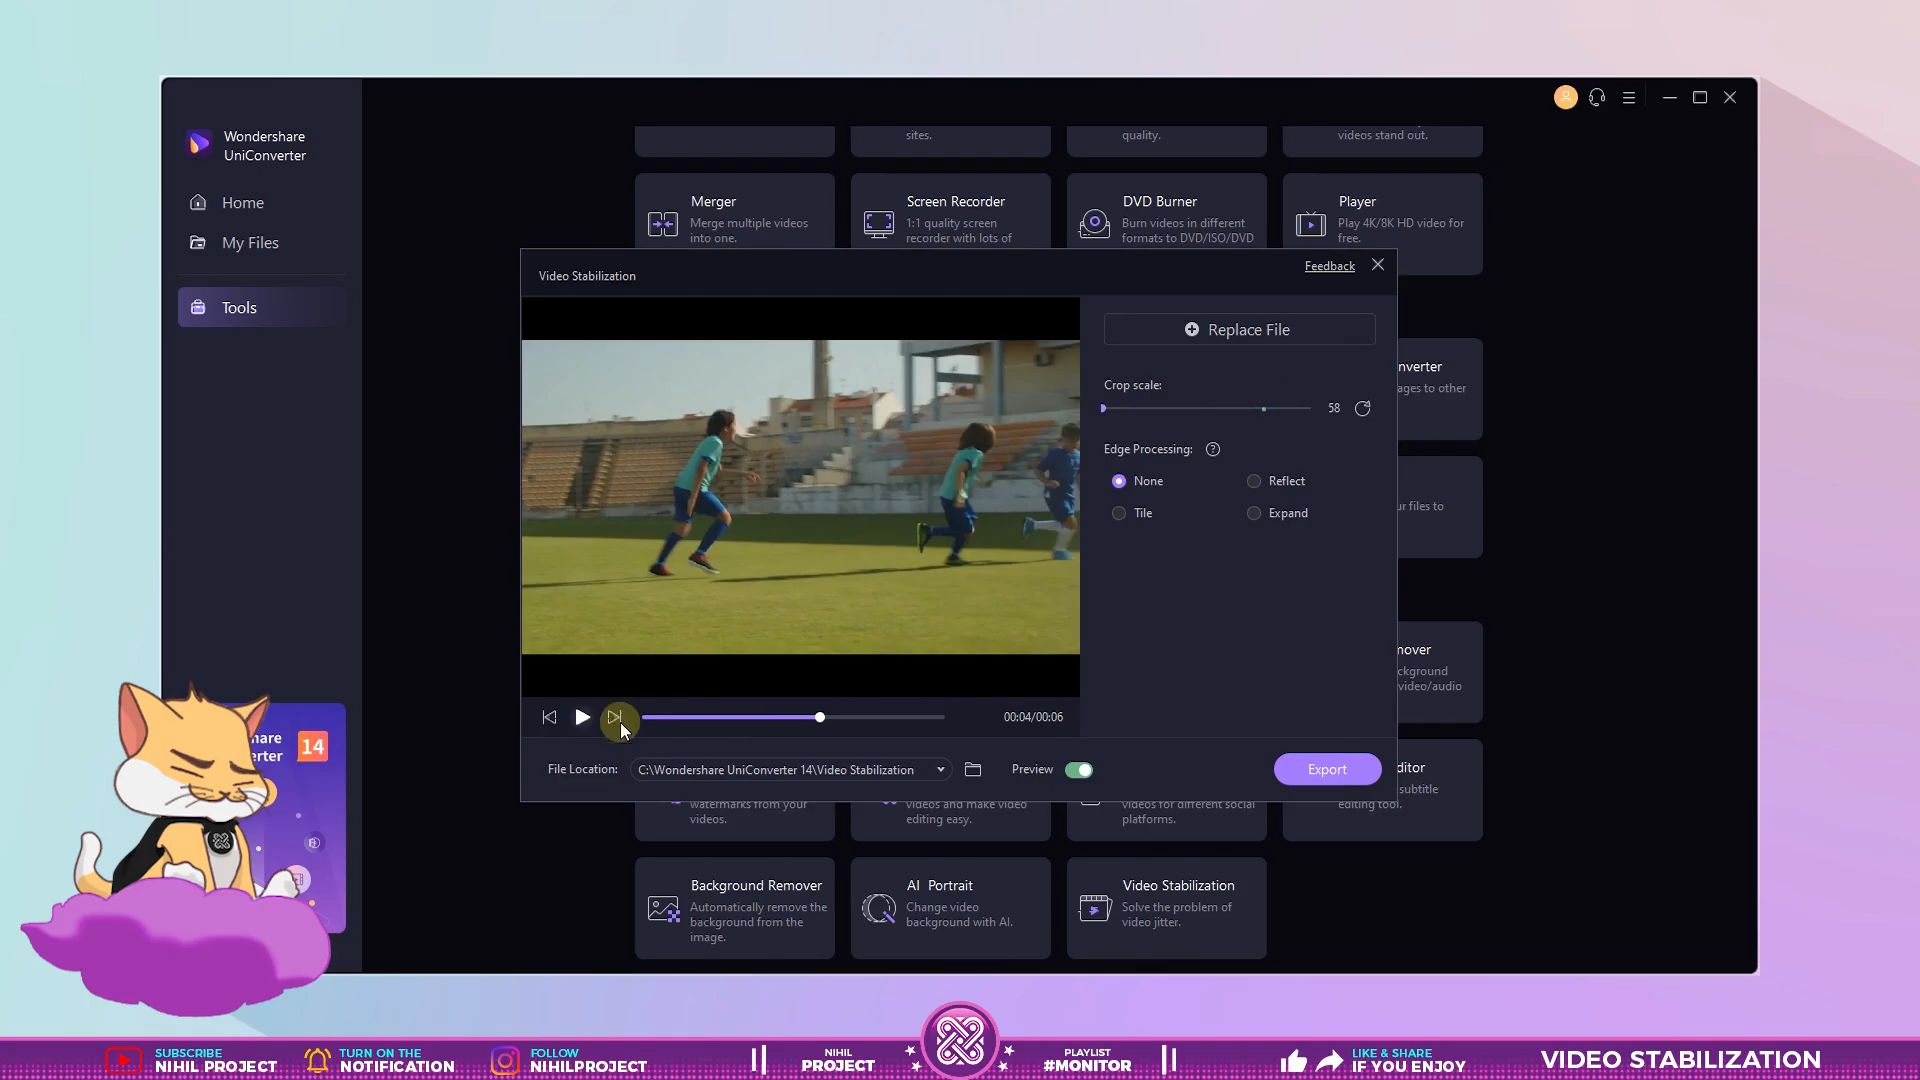 Wondershare
UniConverter
Home
My Files
Tools
sites.
quality.
videos stand out.
Merger
Merge multiple videos
into one.
Screen Recorder
1:1 quality screen
recorder with lots of
DVD Burner
Burn videos in different
formats to DVD/ISO/DVD
Player
Play 4K/8K HD video for
free.
Video Stabilization
Feedback
Replace File
Crop scale:
58
Edge Processing:
None
Reflect
Tile
Expand
00:04/00:06
File Location:
C:\Wondershare UniConverter 14\Video Stabilization
Preview
Export
nverter
ages to other
ur files to
mover
ckground
video/audio
ditor
subtitle
editing tool.
watermarks from your
videos.
videos and make video
editing easy.
videos for different social
platforms.
Background Remover
Automatically remove the
background from the
image.
AI Portrait
Change video
background with AI.
Video Stabilization
Solve the problem of
video jitter.
hare
erter
14
SUBSCRIBE
NIHIL PROJECT
TURN ON THE
NOTIFICATION
FOLLOW
NIHILPROJECT
NIHIL
PROJECT
PLAYLIST
#MONITOR
LIKE & SHARE
IF YOU ENJOY
VIDEO STABILIZATION